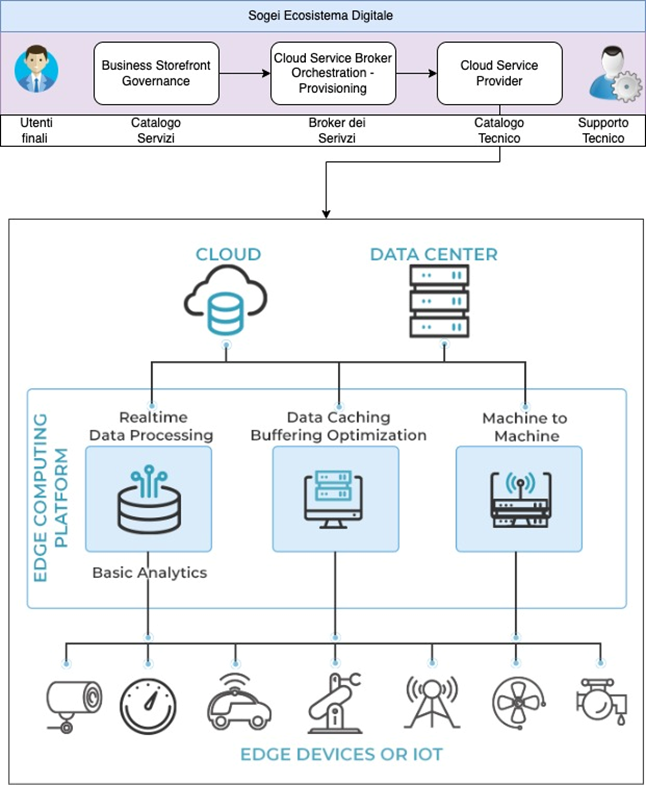 Sogei Ecosistema Digitale
Business Storefront
Governance
Cloud Service Broker
Orchestration -
Provisioning
Cloud Service
Provider
Utenti
finali
Catalogo
Servizi
Broker dei
Serivzi
Catalogo
Tecnico
Supporto
Tecnico
CLOUD
DATA CENTER
EDGE COMPUTING
PLATFORM
Realtime
Data Processing
Data Caching
Buffering Optimization
Machine to
Machine
Basic Analytics
EDGE DEVICES OR IOT